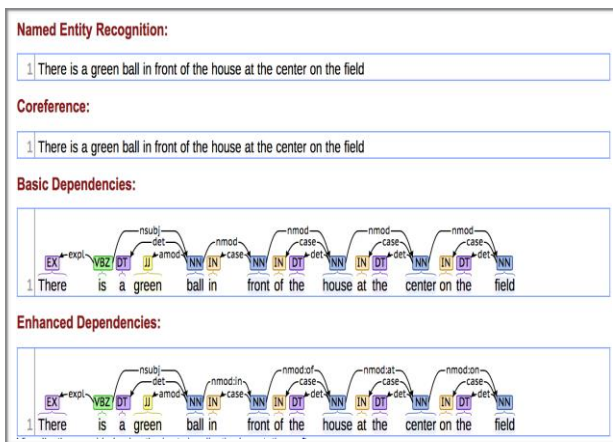 Named Entity Recognition:
1 There is a green ball in front of the house at the center on the field
Coreference:
1 There is a green ball in front of the house at the center on the field
Basic Dependencies:
nsubj nmod nmod nmod
det nmod case case case
EX expl VBZ DT JJ amod NN IN case NN IN DT det NN IN DT det NN IN DT det NN
1 There is a green ball in front of the house at the center on the field
Enhanced Dependencies:
nsubj nmod:of nmod:at nmod:on
det nmod:in case case case
EX expl VBZ DT JJ amod NN IN case NN IN DT det NN IN DT det NN IN DT det NN
1 There is a green ball in front of the house at the center on the field